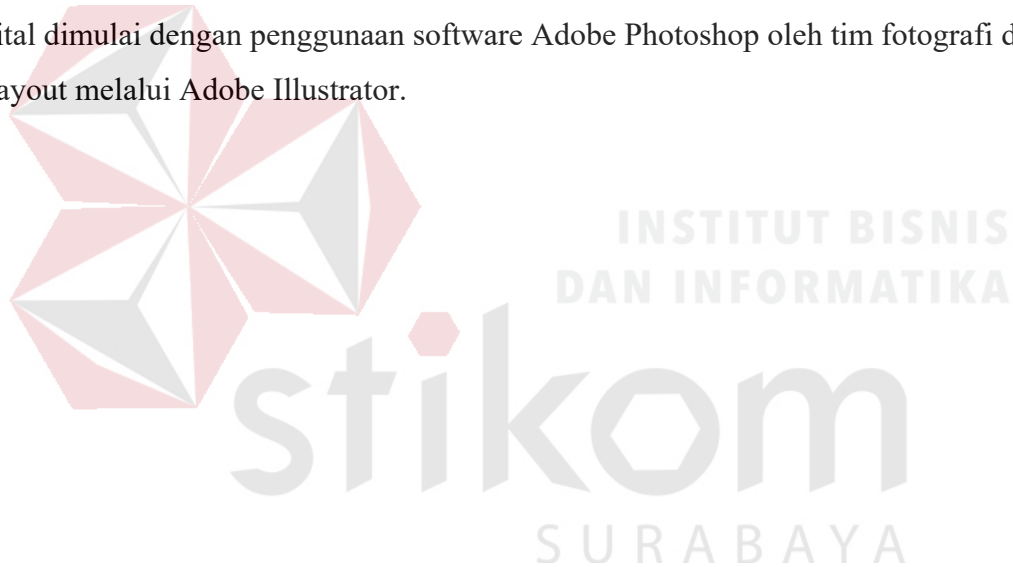 ital dimulai dengan penggunaan software Adobe Photoshop oleh tim fotografi d
ayout melalui Adobe Illustrator.
INSTITUT BISNIS
DAN INFORMATIKA
stikom
SURABAYA